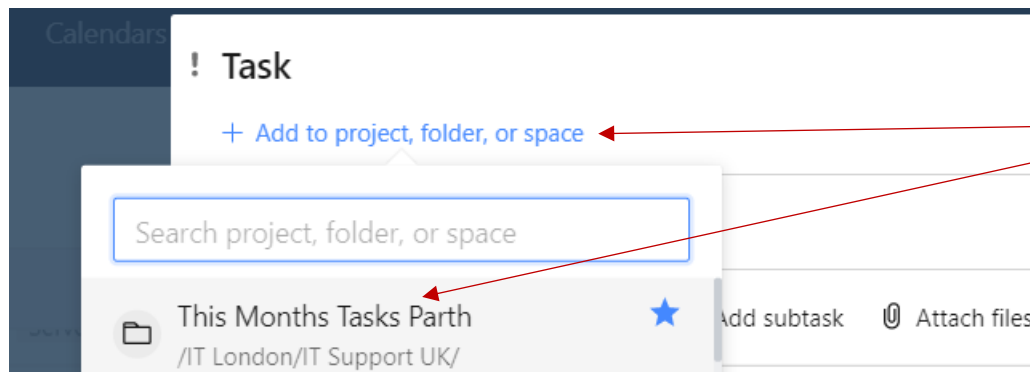 Calendars
! Task
+ Add to project, folder, or space
Search project, folder, or space
This Months Tasks Parth
/IT London/IT Support UK/
Add subtask
Attach files